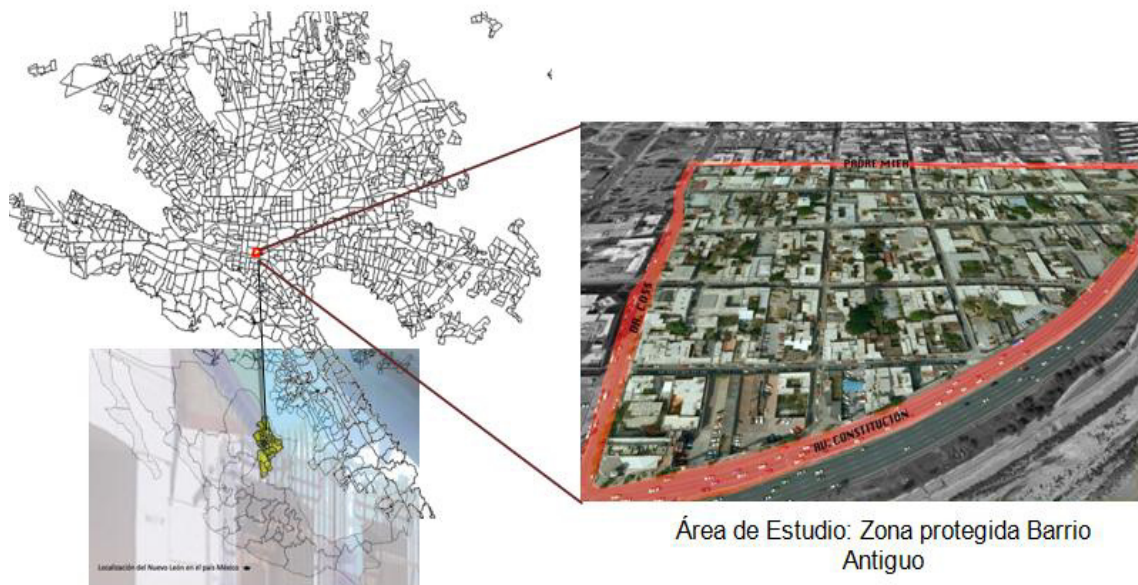 PADRE MIER
DR. COSS
AV. CONSTITUCIÓN
Localización del Nuevo León en el país México
Área de Estudio: Zona protegida Barrio
Antiguo